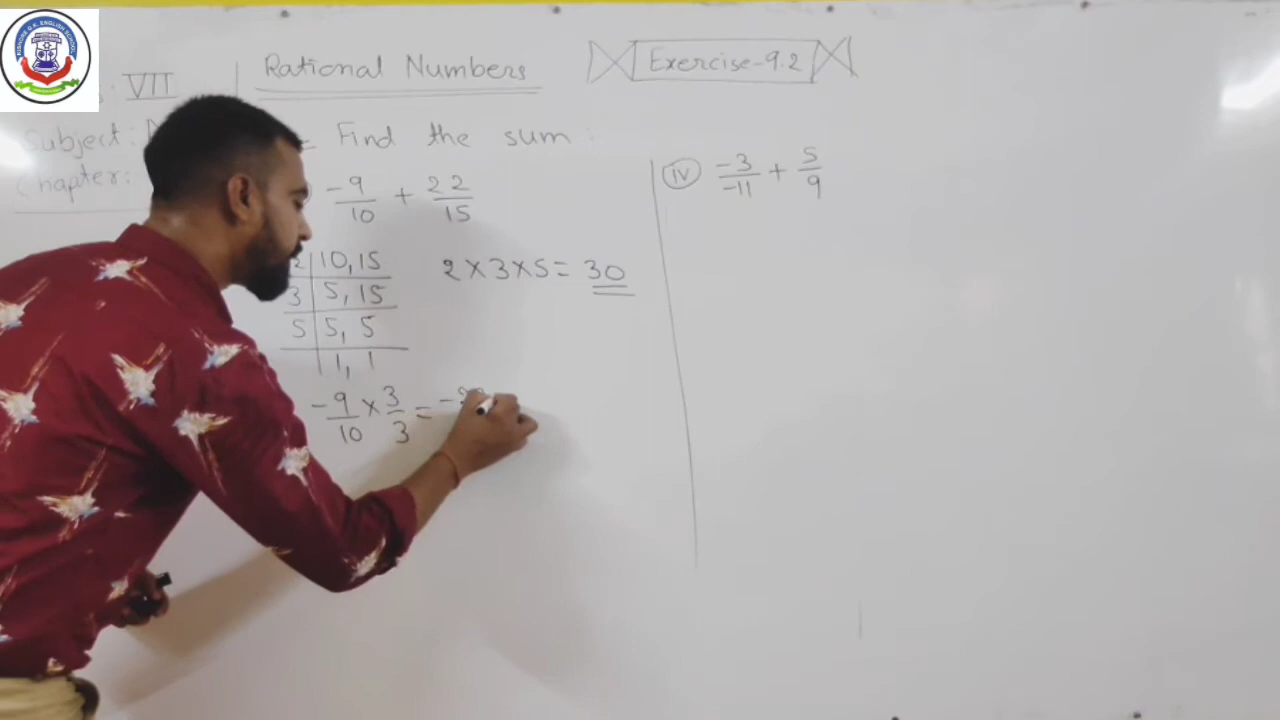 VII
Rational Numbers
Exercise-9.2
Subject:
Find the sum :
Chapter:
-9/10 + 22/15
2 | 10, 15
3 | 5, 15
5 | 5, 5
1, 1
2 × 3 × 5 = 30
-9/10 × 3/3 = -2
iv -3/-11 + 5/9